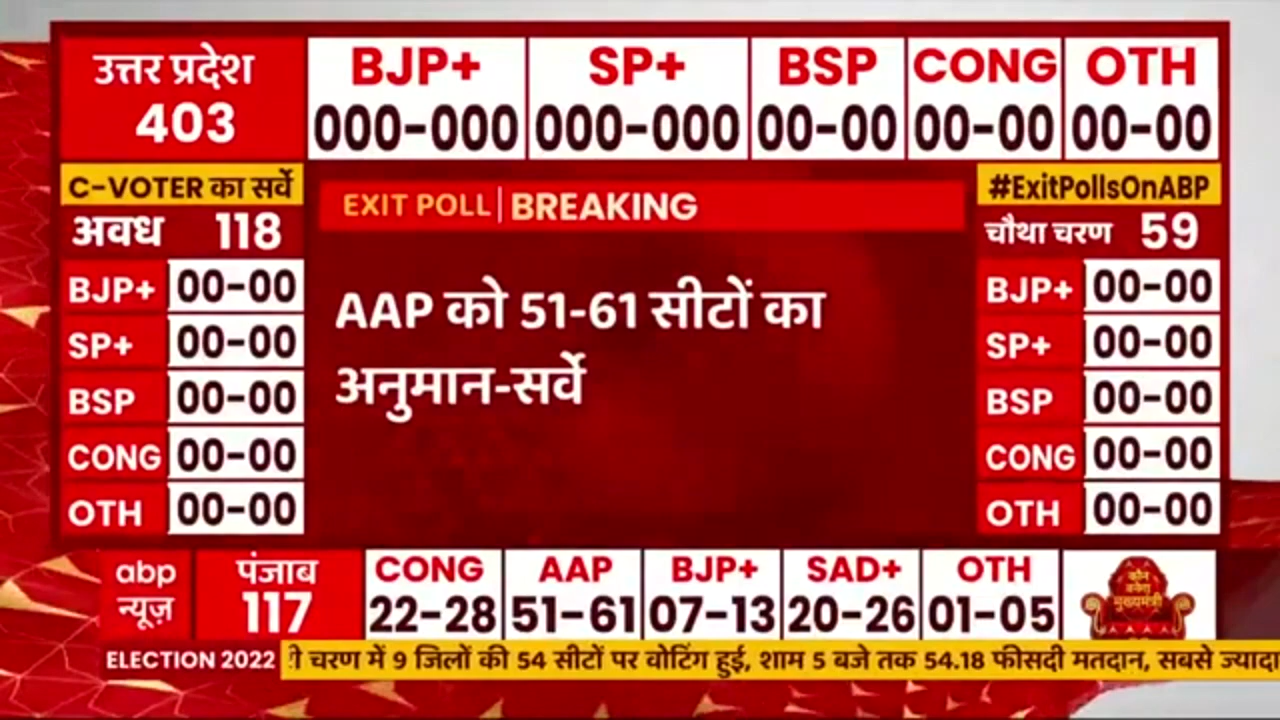 उत्तर प्रदेश
403
BJP+
000-000
SP+
000-000
BSP
00-00
CONG
00-00
OTH
00-00
C-VOTER का सर्वे
अवध 118
BJP+ 00-00
SP+ 00-00
BSP 00-00
CONG 00-00
OTH 00-00
EXIT POLL BREAKING
AAP को 51-61 सीटों का
अनुमान-सर्वे
#ExitPollsOnABP
चौथा चरण 59
BJP+ 00-00
SP+ 00-00
BSP 00-00
CONG 00-00
OTH 00-00
abp
न्यूज़
पंजाब
117
CONG
22-28
AAP
51-61
BJP+
07-13
SAD+
20-26
OTH
01-05
कौन
बनेगा
मुख्यमंत्री
ELECTION 2022
चरण में 9 जिलों की 54 सीटों पर वोटिंग हुई, शाम 5 बजे तक 54.18 फीसदी मतदान, सबसे ज्यादा